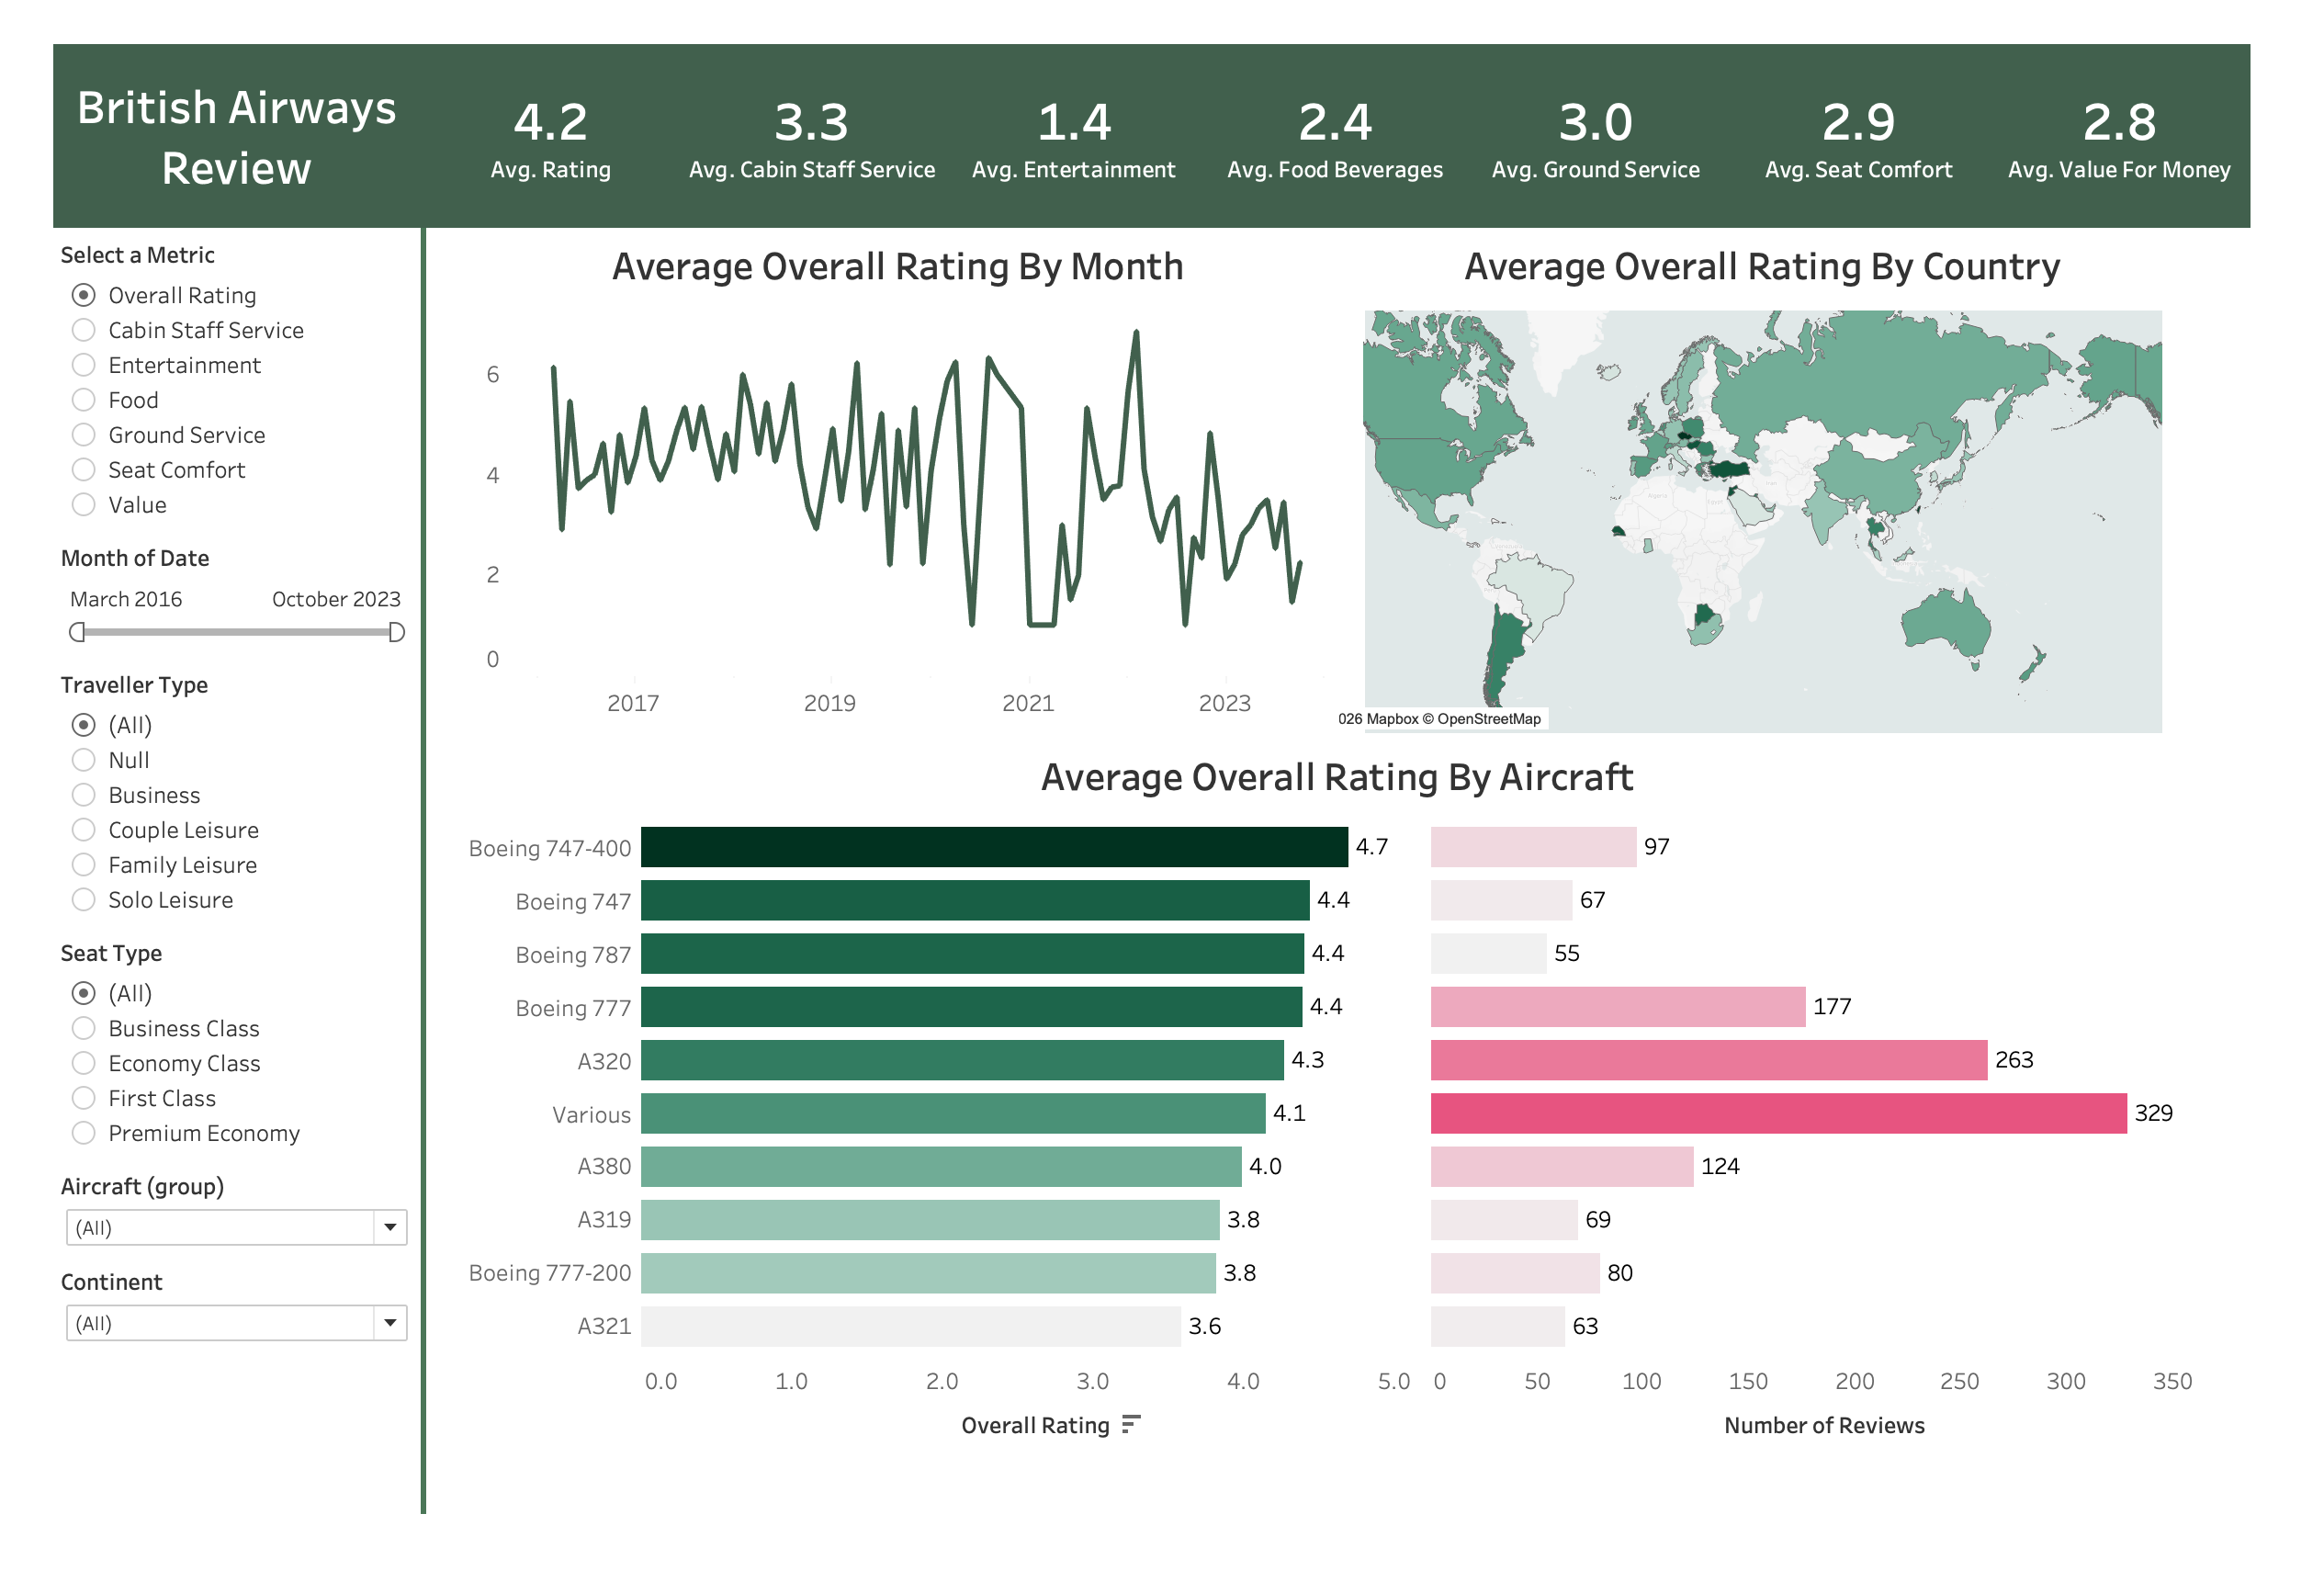 British Airways
Review
4.2
Avg. Rating
3.3
Avg. Cabin Staff Service
1.4
Avg. Entertainment
2.4
Avg. Food Beverages
3.0
Avg. Ground Service
2.9
Avg. Seat Comfort
2.8
Avg. Value For Money
Select a Metric
Overall Rating
Cabin Staff Service
Entertainment
Food
Ground Service
Seat Comfort
Value
Month of Date
March 2016 October 2023
Traveller Type
(All)
Null
Business
Couple Leisure
Family Leisure
Solo Leisure
Seat Type
(All)
Business Class
Economy Class
First Class
Premium Economy
Aircraft (group)
(All)
Continent
(All)
Average Overall Rating By Month
6
4
2
0
2017 2019 2021 2023
Average Overall Rating By Country
026 Mapbox © OpenStreetMap
Average Overall Rating By Aircraft
Boeing 747-400 4.7 97
Boeing 747 4.4 67
Boeing 787 4.4 55
Boeing 777 4.4 177
A320 4.3 263
Various 4.1 329
A380 4.0 124
A319 3.8 69
Boeing 777-200 3.8 80
A321 3.6 63
0.0 1.0 2.0 3.0 4.0 5.0 0 50 100 150 200 250 300 350
Overall Rating Number of Reviews